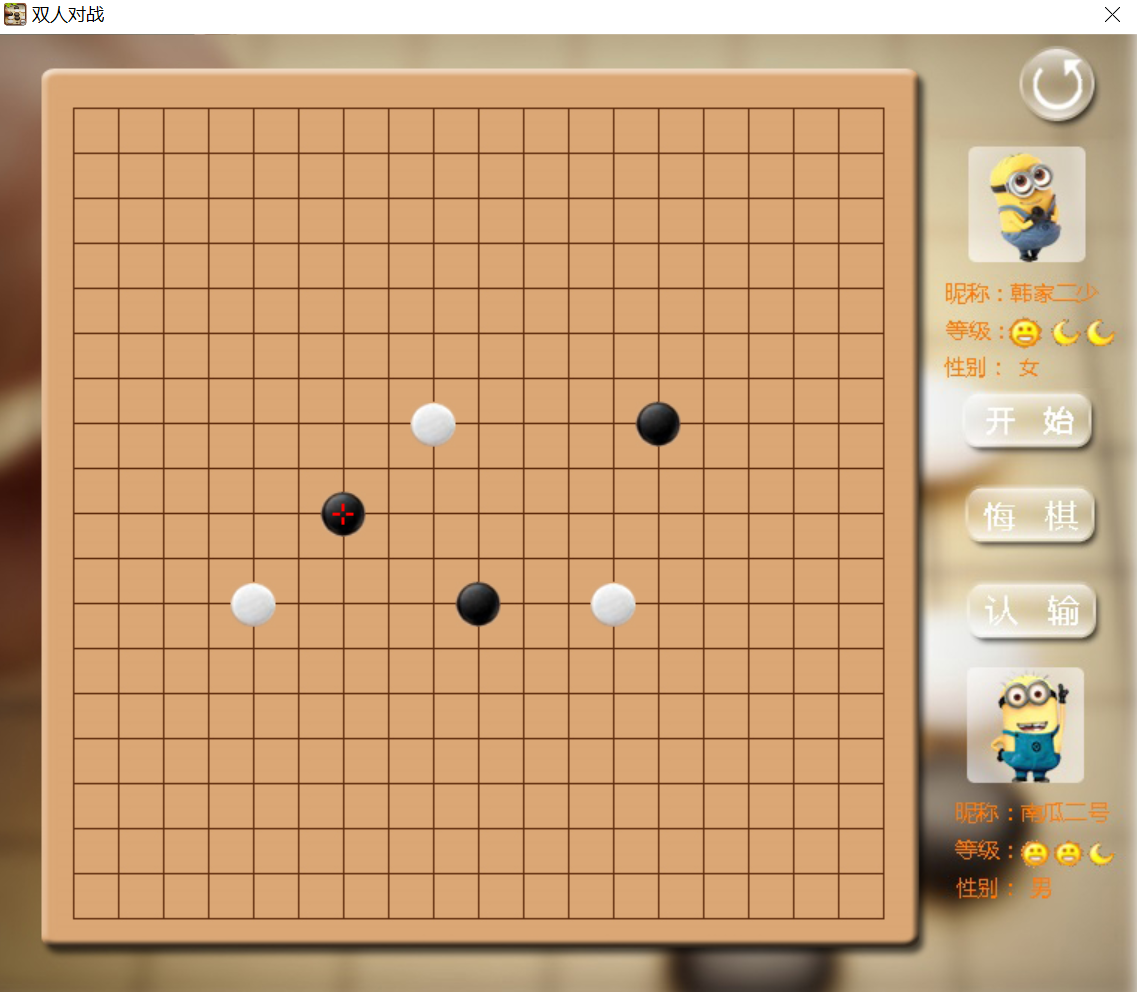 双人对战
昵称：韩家二少
等级：
性别： 女
开 始
悔 棋
认 输
昵称：南瓜二号
等级：
性别： 男